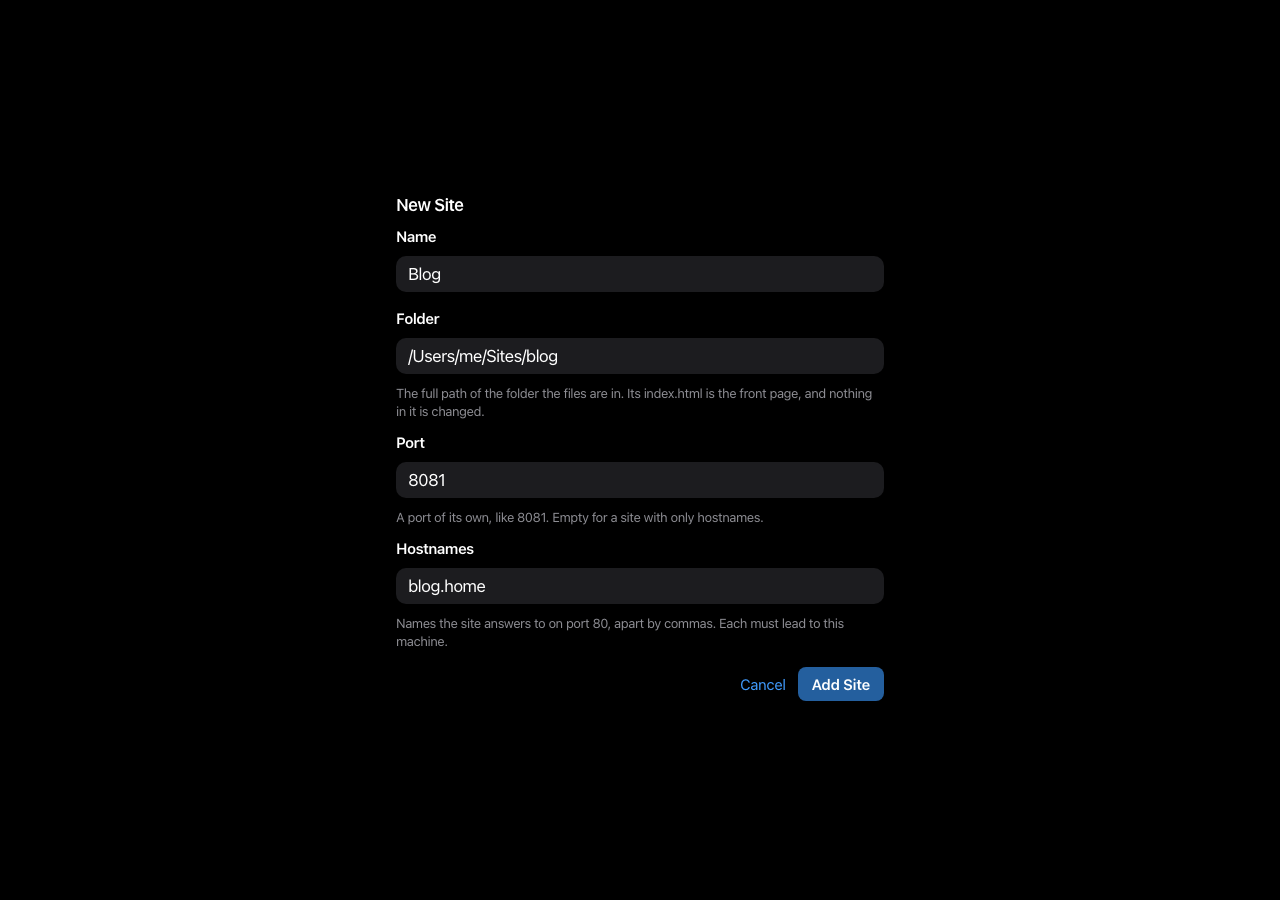 New Site
Name
Blog
Folder
/Users/me/Sites/blog
The full path of the folder the files are in. Its index.html is the front page, and nothing
in it is changed.
Port
8081
A port of its own, like 8081. Empty for a site with only hostnames.
Hostnames
blog.home
Names the site answers to on port 80, apart by commas. Each must lead to this
machine.
Cancel
Add Site